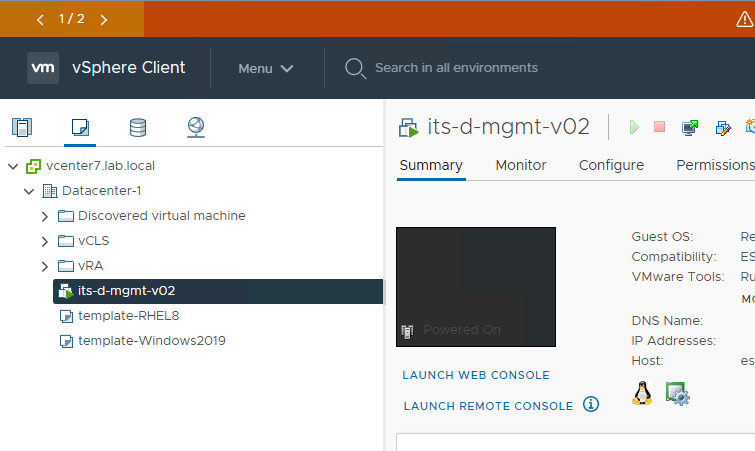 1 / 2
vm vSphere Client Menu Search in all environments
its-d-mgmt-v02
Summary Monitor Configure Permissions
vcenter7.lab.local
Datacenter-1
Discovered virtual machine
vCLS
vRA
its-d-mgmt-v02
template-RHEL8
template-Windows2019
Powered On
LAUNCH WEB CONSOLE
LAUNCH REMOTE CONSOLE
Guest OS: Re
Compatibility: ES
VMware Tools: Ru
MO
DNS Name:
IP Addresses:
Host: es